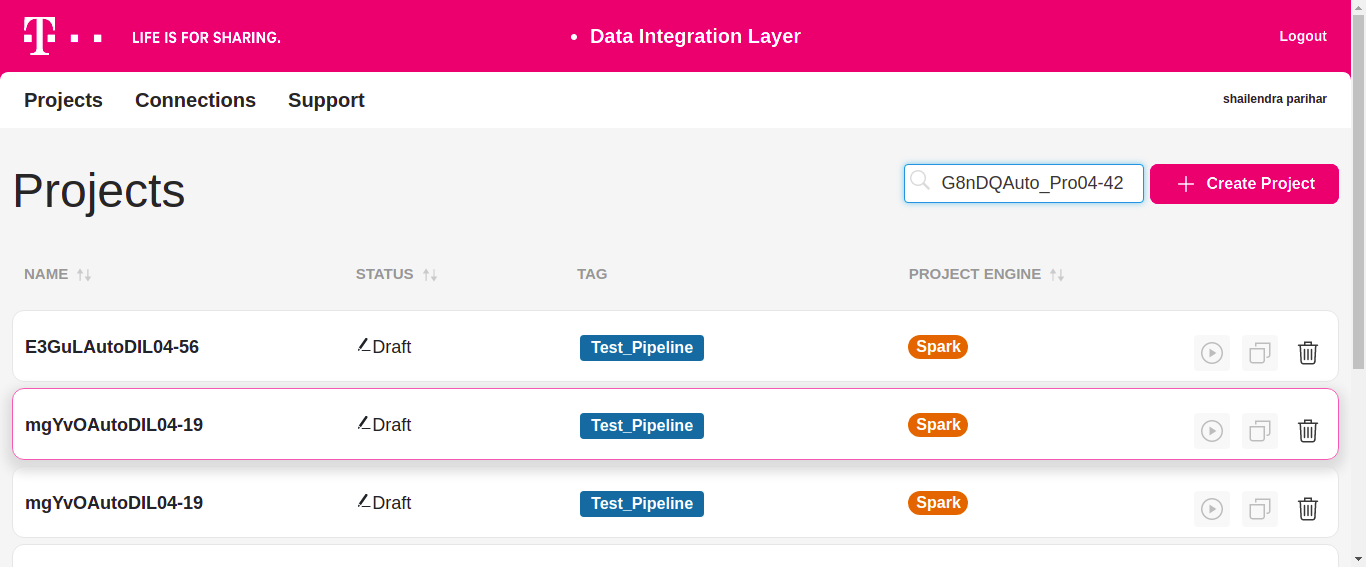 T
LIFE IS FOR SHARING.
• Data Integration Layer
Logout
Projects
Connections
Support
shailendra parihar
Projects
G8nDQAuto_Pro04-42
Create Project
NAME
STATUS
TAG
PROJECT ENGINE
E3GuLAutoDIL04-56
Draft
Test_Pipeline
Spark
mgYvOAutoDIL04-19
Draft
Test_Pipeline
Spark
mgYvOAutoDIL04-19
Draft
Test_Pipeline
Spark